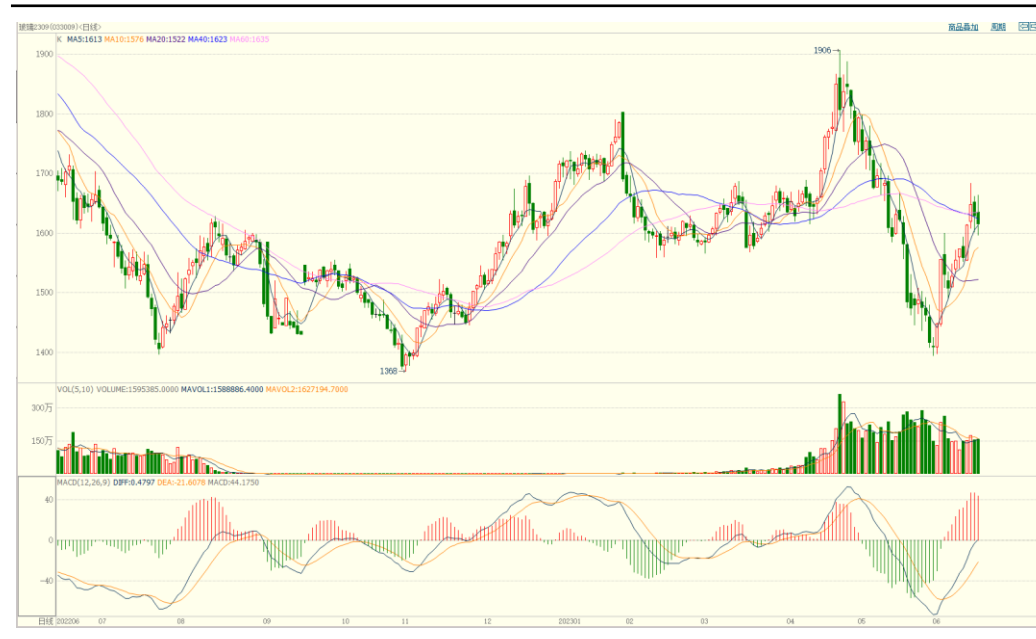 玻璃2309(033009)<日线> 商品叠加 周期
K MA5:1613 MA10:1576 MA20:1522 MA40:1623 MA60:1635
1900
1906
1800
1700
1600
1500
1400
1368
VOL(5,10) VOLUME:1595385.0000 MAVOL1:1588886.4000 MAVOL2:1627194.7000
300万
150万
MACD(12,26,9) DIFF:0.4797 DEA:-21.6078 MACD:44.1750
40
0
-40
日线 202206 07 08 09 10 11 12 202301 02 03 04 05 06